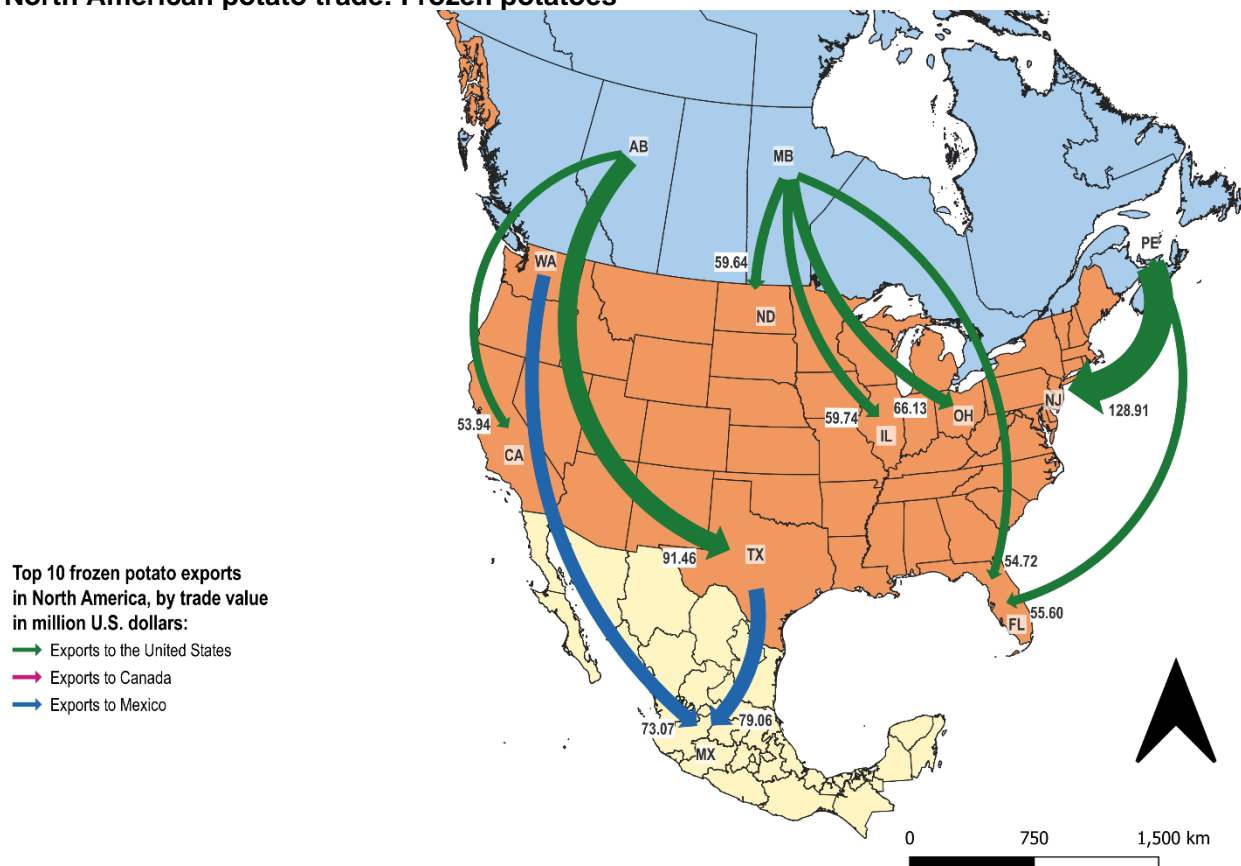 North American potato trade: Frozen potatoes
AB
MB
PE
WA
59.64
ND
NJ
128.91
53.94
CA
59.74
IL
66.13
OH
91.46
TX
54.72
55.60
FL
73.07
79.06
MX
Top 10 frozen potato exports
in North America, by trade value
in million U.S. dollars:
Exports to the United States
Exports to Canada
Exports to Mexico
0 750 1,500 km